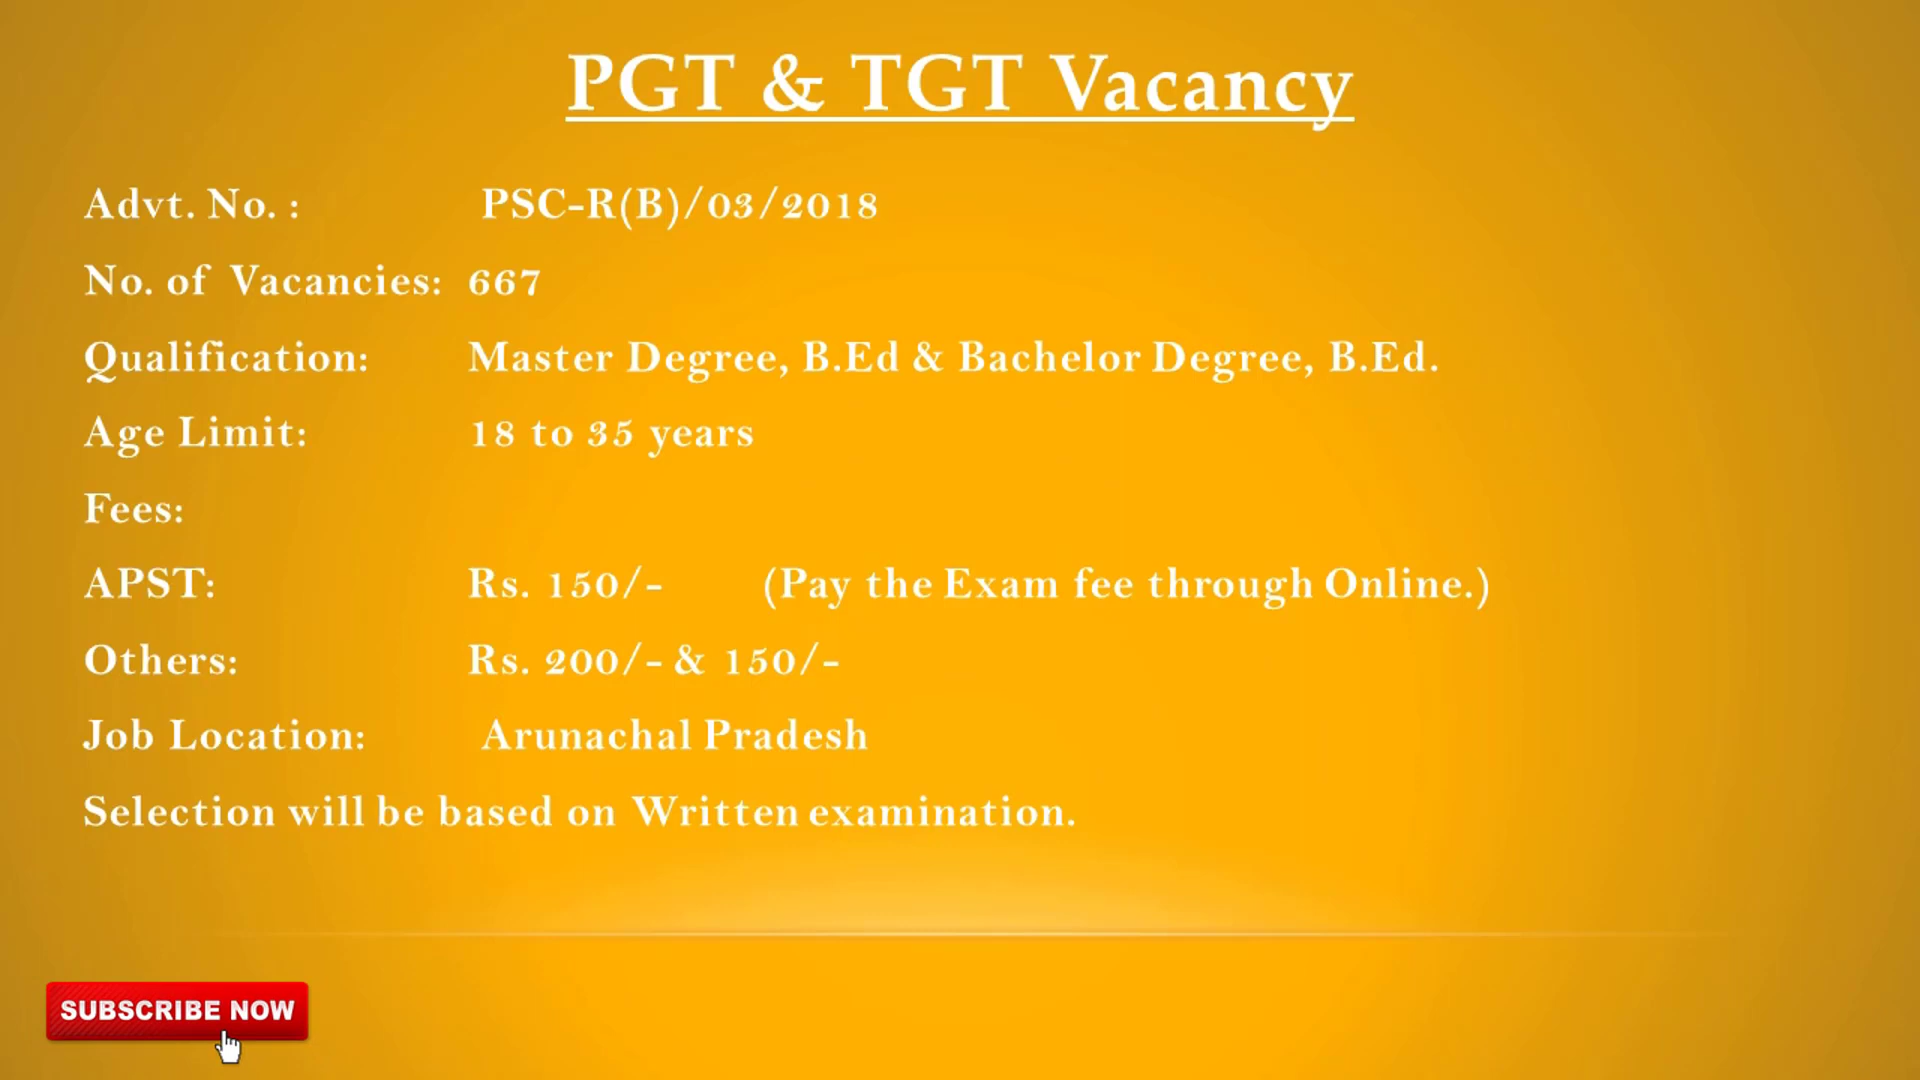 PGT & TGT Vacancy
Advt. No. : PSC-R(B)/03/2018
No. of Vacancies: 667
Qualification: Master Degree, B.Ed & Bachelor Degree, B.Ed.
Age Limit: 18 to 35 years
Fees:
APST: Rs. 150/- (Pay the Exam fee through Online.)
Others: Rs. 200/- & 150/-
Job Location: Arunachal Pradesh
Selection will be based on Written examination.
SUBSCRIBE NOW